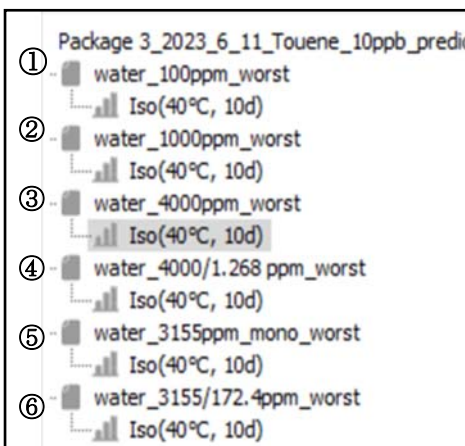 Package 3_2023_6_11_Touene_10ppb_predic
① water_100ppm_worst
Iso(40℃, 10d)
② water_1000ppm_worst
Iso(40℃, 10d)
③ water_4000ppm_worst
Iso(40℃, 10d)
④ water_4000/1.268 ppm_worst
Iso(40℃, 10d)
⑤ water_3155ppm_mono_worst
Iso(40℃, 10d)
⑥ water_3155/172.4ppm_worst
Iso(40℃, 10d)